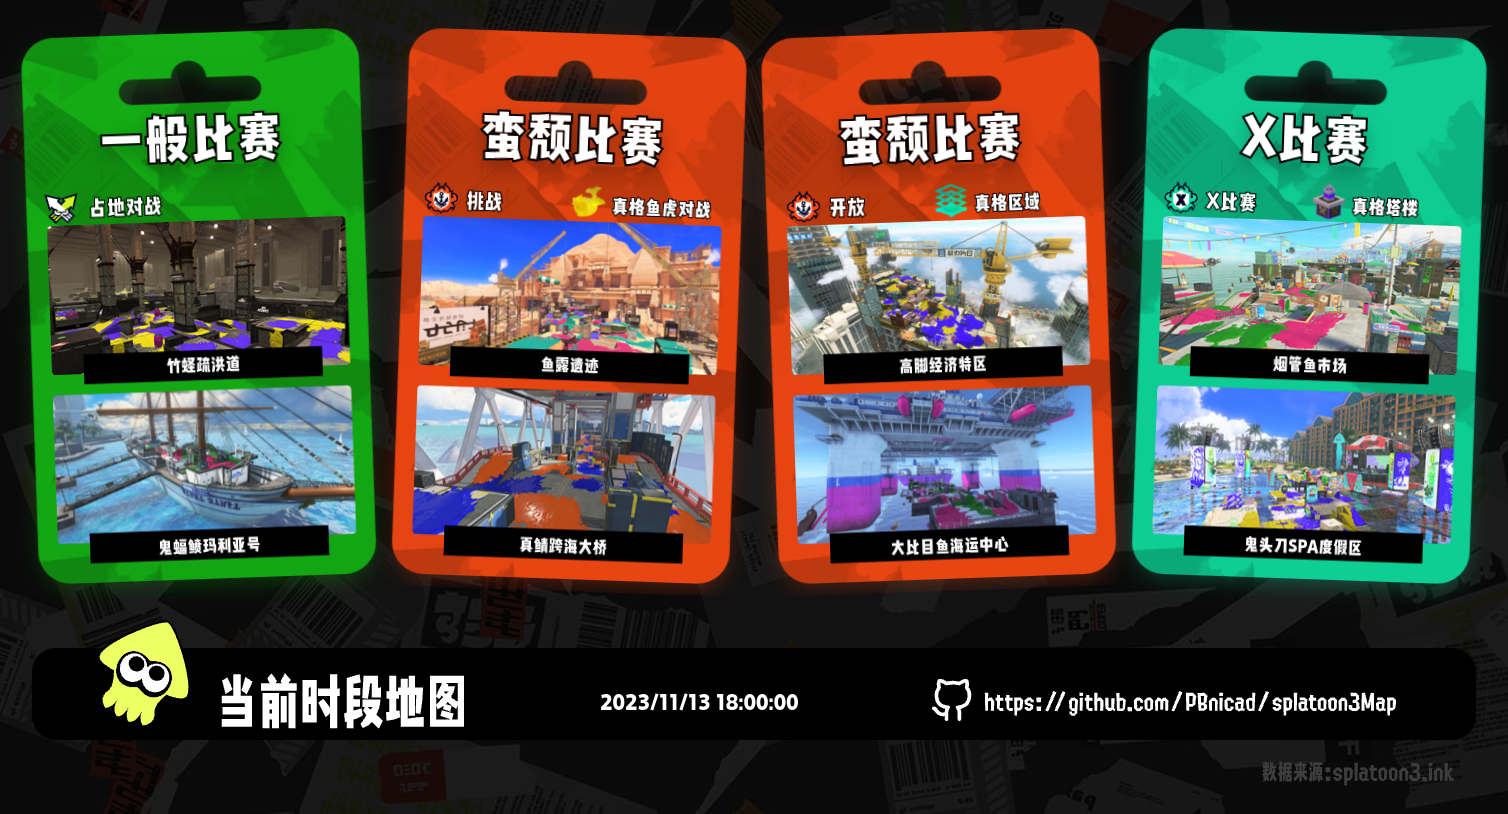 一般比赛
占地对战
竹蛏疏洪道
鬼蝠鲼玛利亚号
蛮颓比赛
挑战
真格鱼虎对战
鱼露遗迹
真鲭跨海大桥
蛮颓比赛
开放
真格区域
高脚经济特区
大比目鱼海运中心
X比赛
X比赛
真格塔楼
烟管鱼市场
鬼头刀SPA度假区
当前时段地图
2023/11/13 18:00:00
https://github.com/PBnicad/splatoon3Map
数据来源:splatoon3.ink